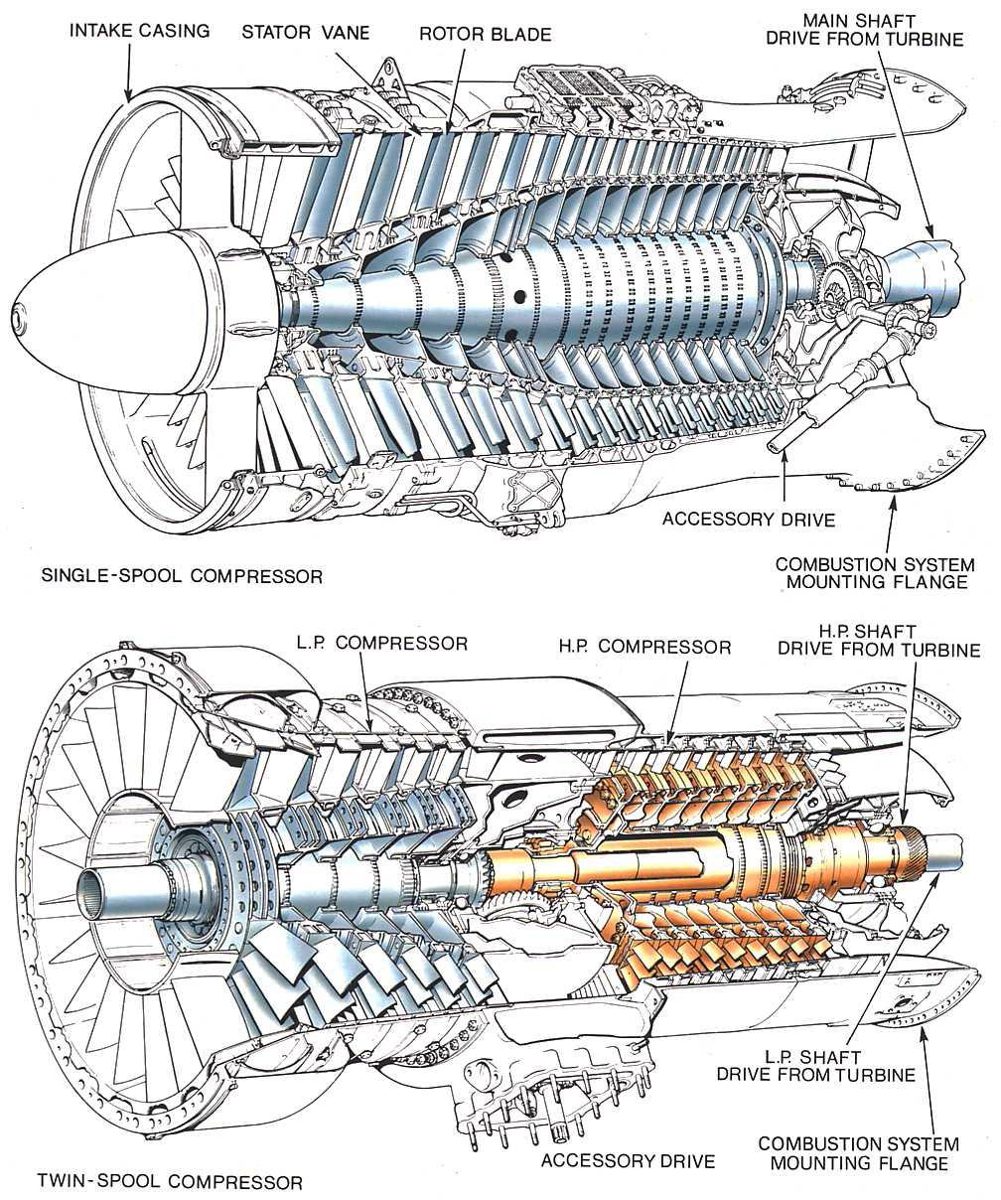 INTAKE CASING
STATOR VANE
ROTOR BLADE
MAIN SHAFT
DRIVE FROM TURBINE
ACCESSORY DRIVE
COMBUSTION SYSTEM
MOUNTING FLANGE
SINGLE-SPOOL COMPRESSOR
L.P. COMPRESSOR
H.P. COMPRESSOR
H.P. SHAFT
DRIVE FROM TURBINE
L.P. SHAFT
DRIVE FROM TURBINE
ACCESSORY DRIVE
COMBUSTION SYSTEM
MOUNTING FLANGE
TWIN-SPOOL COMPRESSOR